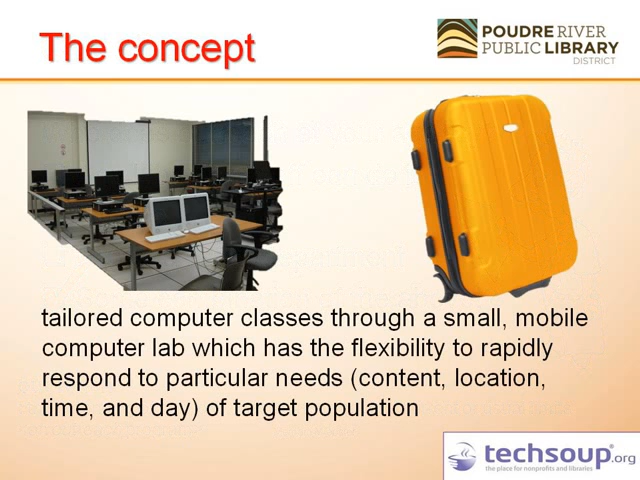 The concept
POUDRE RIVER
PUBLIC LIBRARY
DISTRICT
tailored computer classes through a small, mobile
computer lab which has the flexibility to rapidly
respond to particular needs (content, location,
time, and day) of target population
techsoup.org
the place for nonprofits and libraries